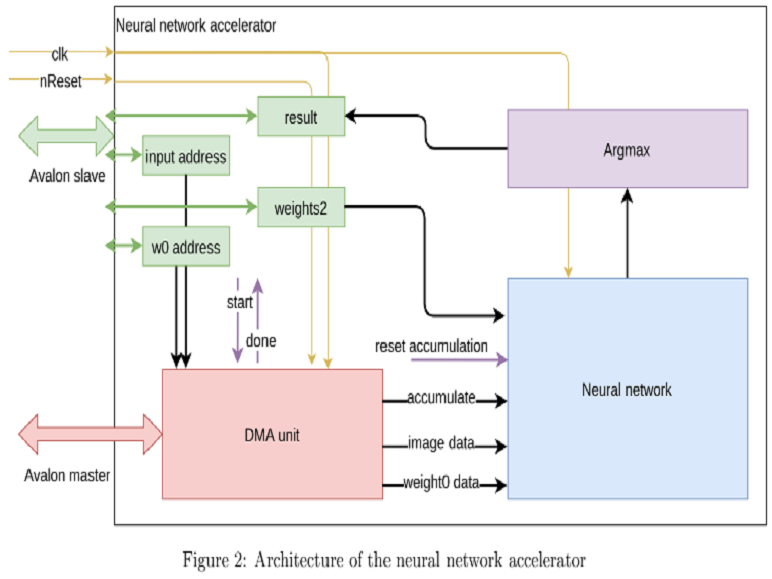 Neural network accelerator
clk
nReset
result
input address
Argmax
Avalon slave
weights2
w0 address
start
done
reset accumulation
Neural network
accumulate
DMA unit
image data
Avalon master
weight0 data
Figure 2: Architecture of the neural network accelerator